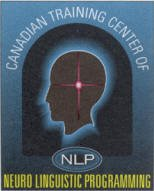 CANADIAN TRAINING CENTER OF
NLP
NEURO LINGUISTIC PROGRAMMING